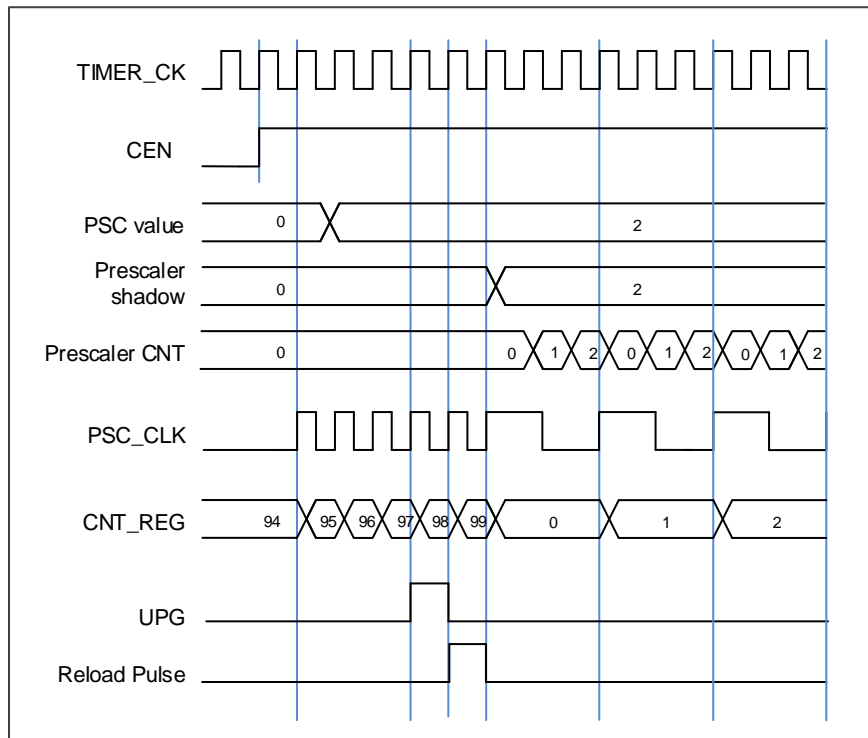 TIMER_CK
CEN
PSC value 0 2
Prescaler
shadow 0 2
Prescaler CNT 0 0 1 2 0 1 2 0 1 2
PSC_CLK
CNT_REG 94 95 96 97 98 99 0 1 2
UPG
Reload Pulse